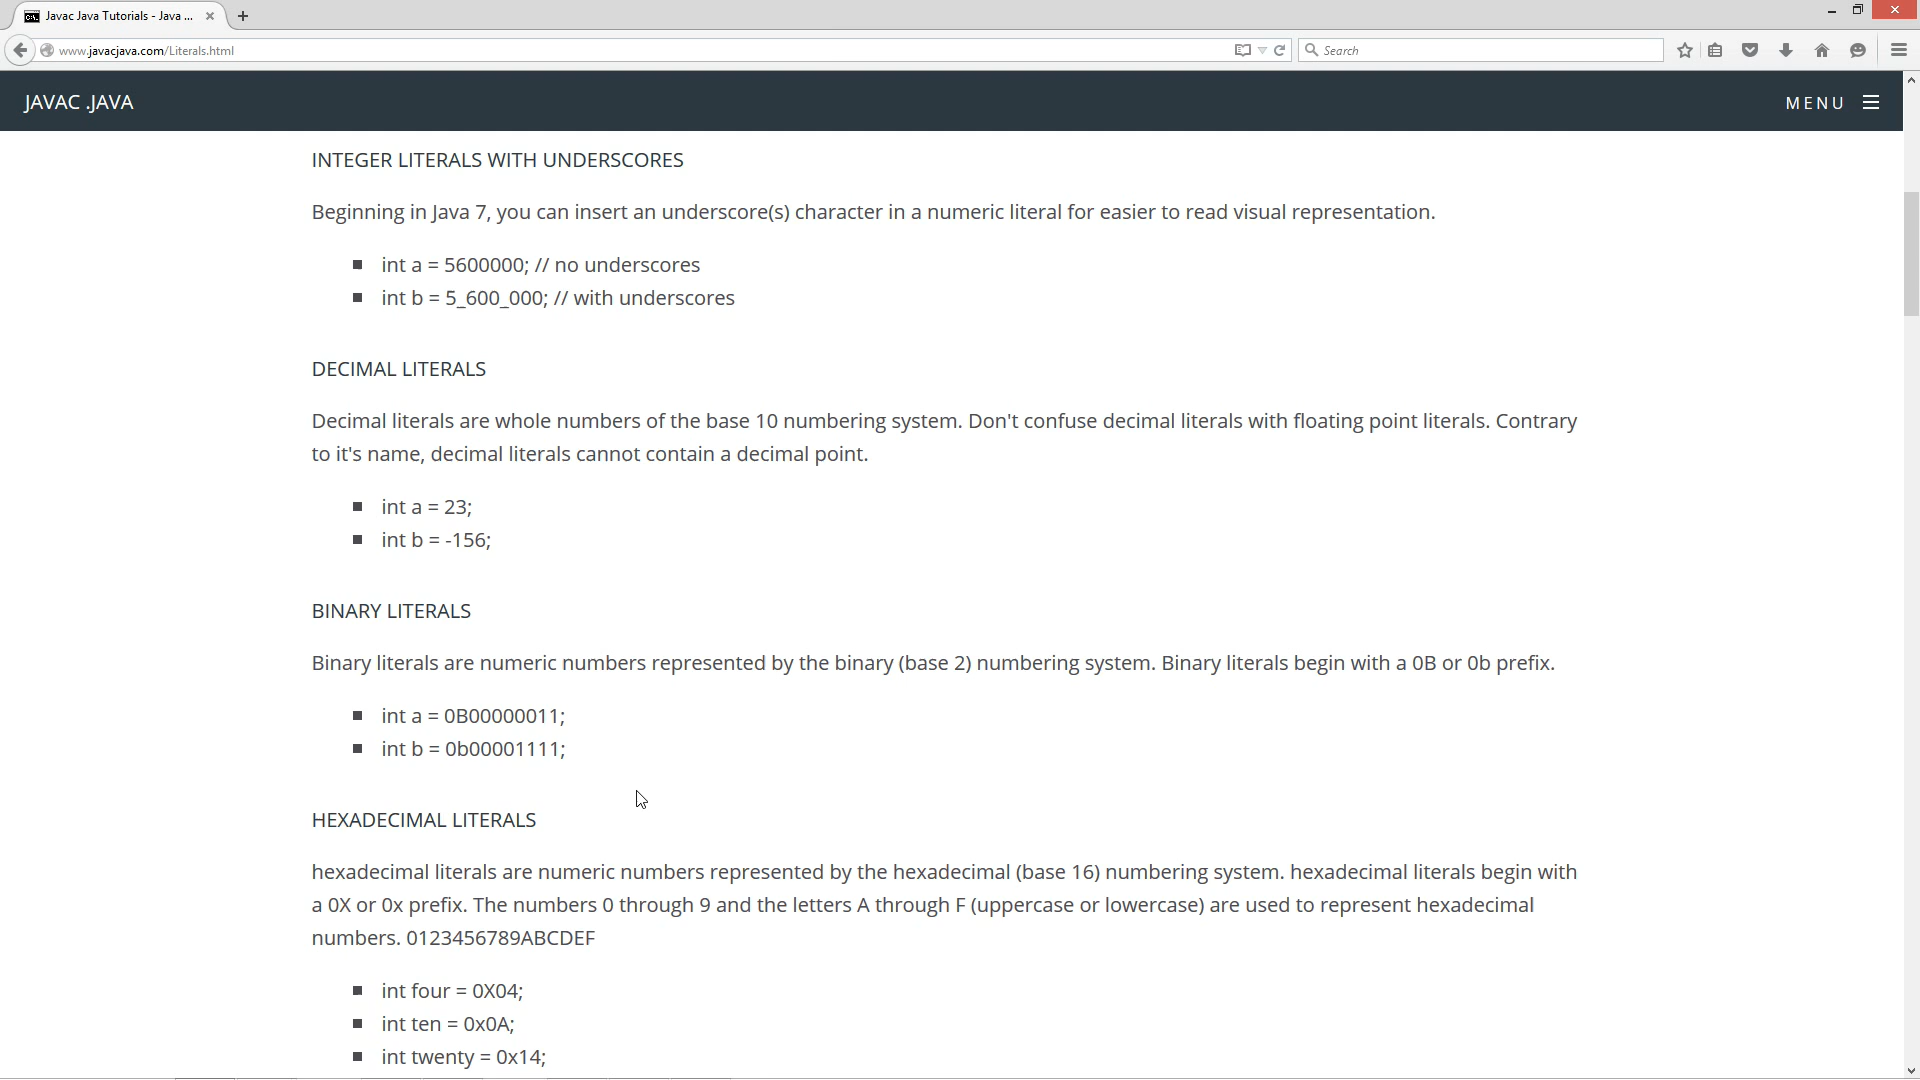 Javac Java Tutorials - Java ...
www.javacjava.com/Literals.html
Search
JAVAC .JAVA
MENU
INTEGER LITERALS WITH UNDERSCORES
Beginning in Java 7, you can insert an underscore(s) character in a numeric literal for easier to read visual representation.
int a = 5600000; // no underscores
int b = 5_600_000; // with underscores
DECIMAL LITERALS
Decimal literals are whole numbers of the base 10 numbering system. Don't confuse decimal literals with floating point literals. Contrary
to it's name, decimal literals cannot contain a decimal point.
int a = 23;
int b = -156;
BINARY LITERALS
Binary literals are numeric numbers represented by the binary (base 2) numbering system. Binary literals begin with a 0B or 0b prefix.
int a = 0B00000011;
int b = 0b00001111;
HEXADECIMAL LITERALS
hexadecimal literals are numeric numbers represented by the hexadecimal (base 16) numbering system. hexadecimal literals begin with
a 0X or 0x prefix. The numbers 0 through 9 and the letters A through F (uppercase or lowercase) are used to represent hexadecimal
numbers. 0123456789ABCDEF
int four = 0X04;
int ten = 0x0A;
int twenty = 0x14;